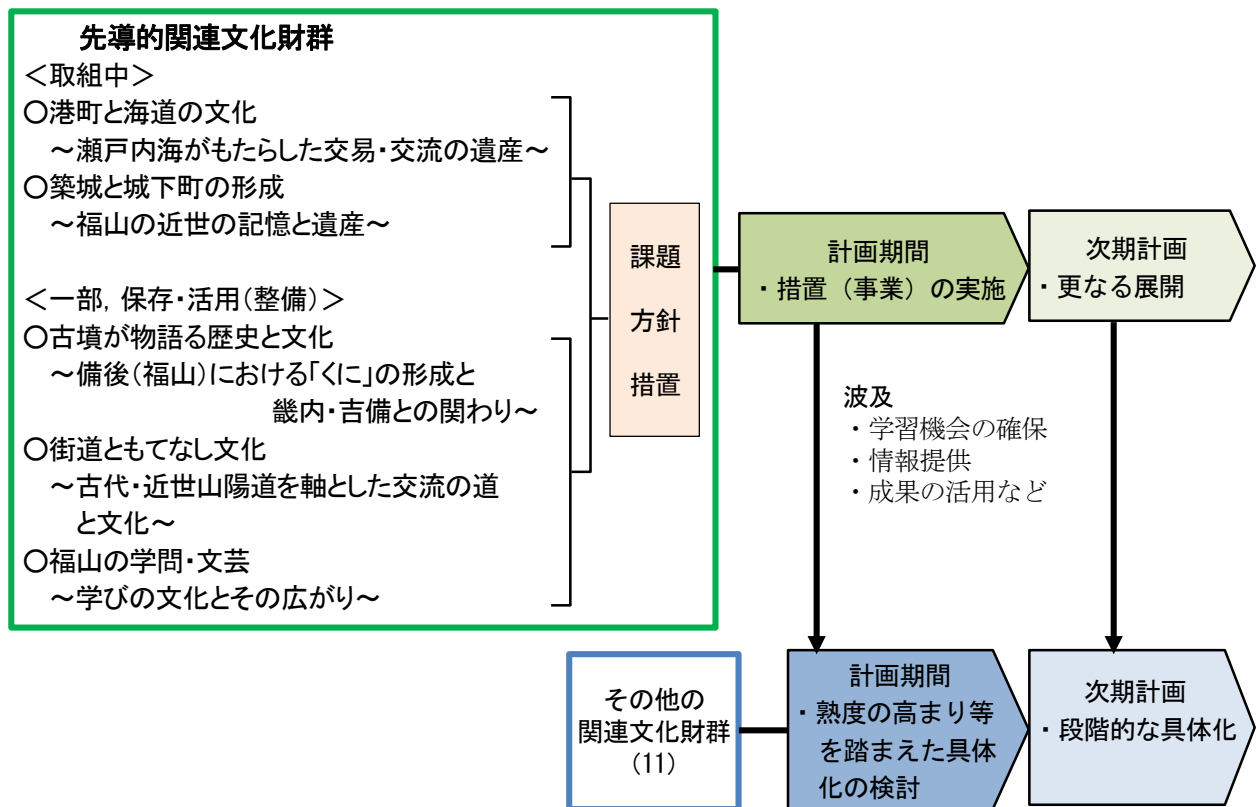 先導的関連文化財群
＜取組中＞
○港町と海道の文化
～瀬戸内海がもたらした交易・交流の遺産～
○築城と城下町の形成
～福山の近世の記憶と遺産～
＜一部，保存・活用（整備）＞
○古墳が物語る歴史と文化
～備後（福山）における「くに」の形成と
畿内・吉備との関わり～
○街道ともてなし文化
～古代・近世山陽道を軸とした交流の道
と文化～
○福山の学問・文芸
～学びの文化とその広がり～
課題
方針
措置
計画期間
・措置（事業）の実施
次期計画
・更なる展開
波及
・学習機会の確保
・情報提供
・成果の活用など
その他の
関連文化財群
(11)
計画期間
・熟度の高まり等
を踏まえた具体
化の検討
次期計画
・段階的な具体化